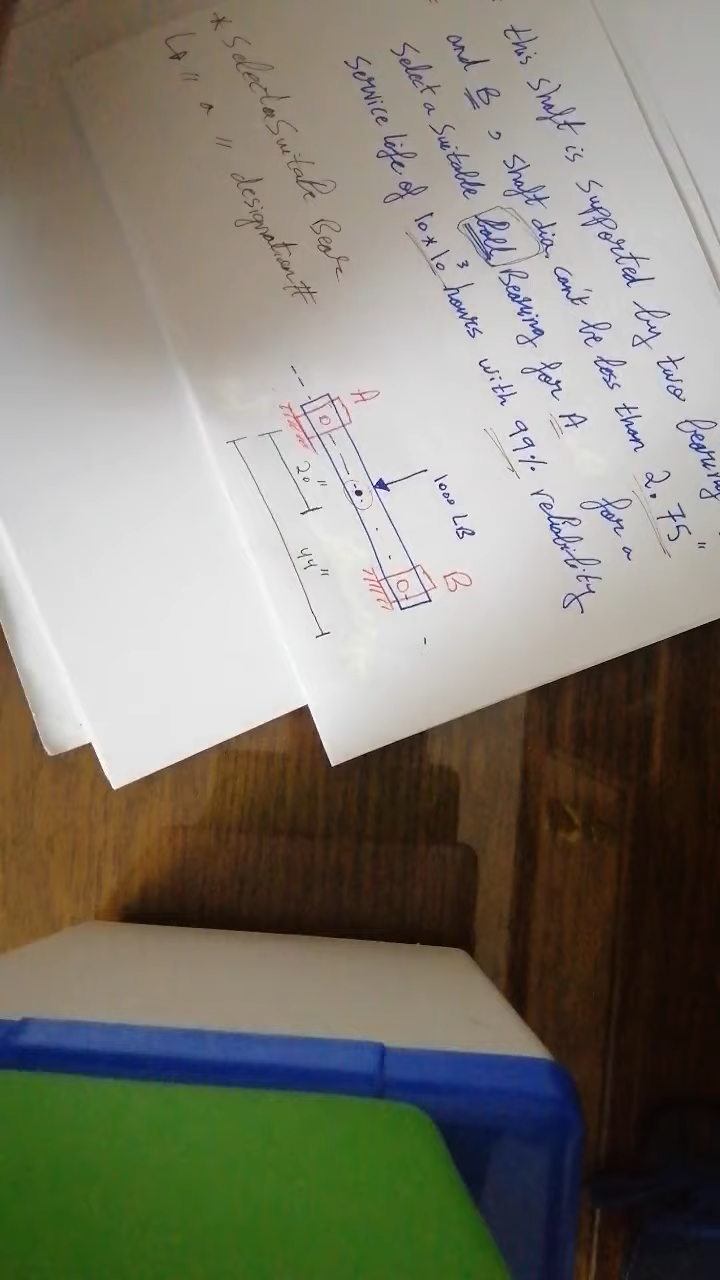 this shaft is supported by two bearing
and B , shaft dia. can't be less than 2.75"
Select a suitable ball Bearing for A for a
Service life of 10*10³ hours with 99% reliability
* Select a Suitable Bear
↳ " a " designation #
A
1000 LB
B
20"
44"